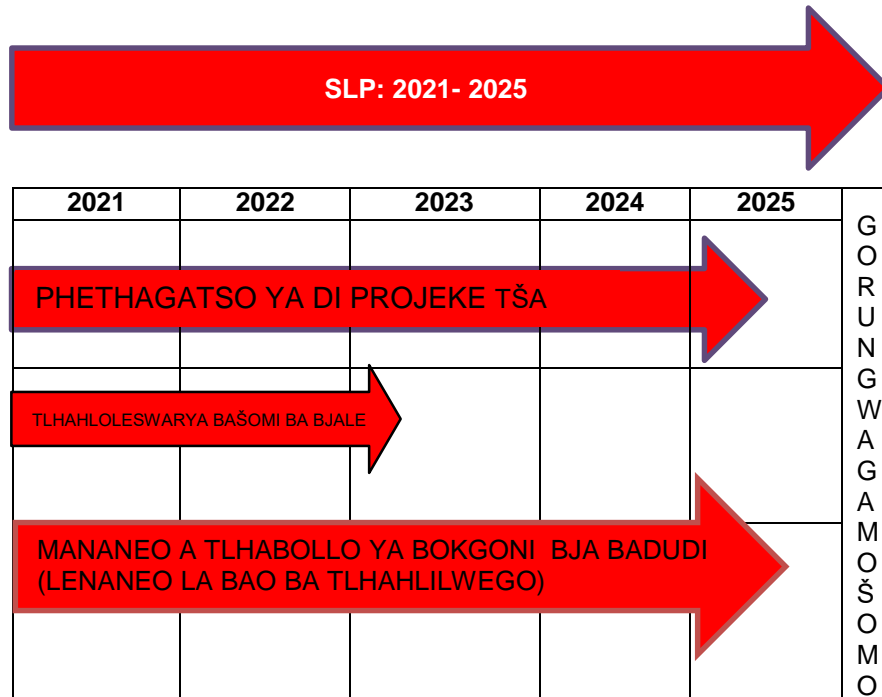 SLP: 2021- 2025
2021 2022 2023 2024 2025
PHETHAGATSO YA DI PROJEKE TŠA
TLHAHLOLESWARYA BAŠOMI BA BJALE
MANANEO A TLHABOLLO YA BOKGONI BJA BADUDI
(LENANEO LA BAO BA TLHAHLILWEGO)
GORUNGWAGAMOŠOMO